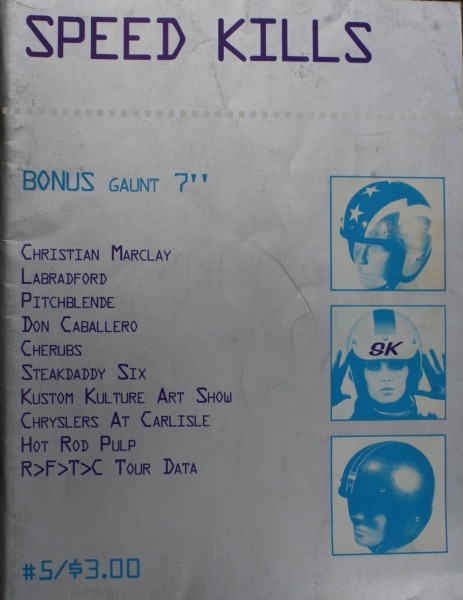 SPEED KILLS
BONUS GAUNT 7"
CHRISTIAN MARCLAY
LABRADFORD
PITCHBLENDE
DON CABALLERO
CHERUBS
STEAKDADDY SIX
KUSTOM KULTURE ART SHOW
CHRYSLERS AT CARLISLE
HOT ROD PULP
R>F>T>C TOUR DATA
SK
#5/$3.00